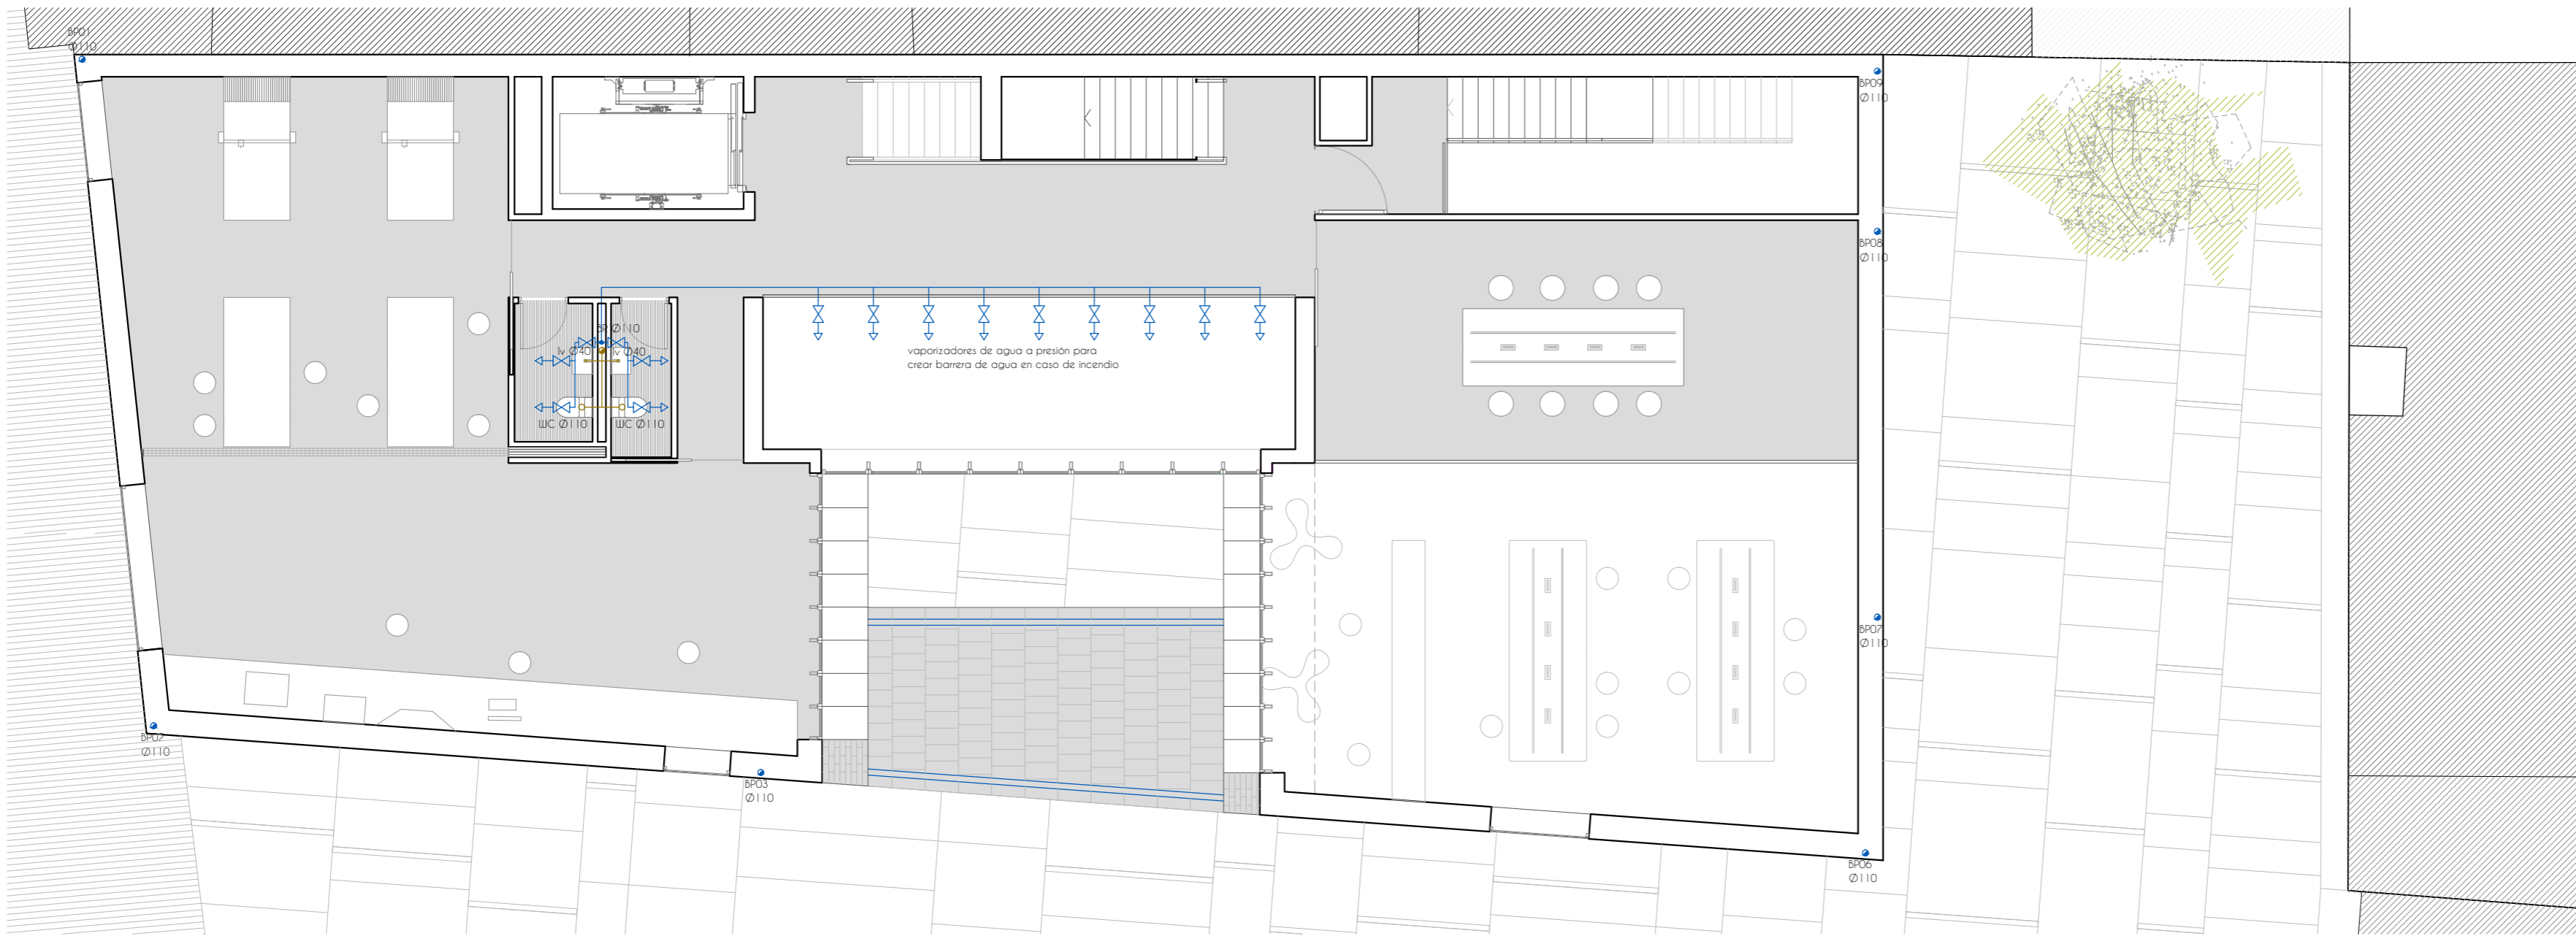 BP01
Ø110
BP09
Ø110
BP08
Ø110
BP Ø110
lv Ø40
lv Ø40
vaporizadores de agua a presión para
crear barrera de agua en caso de incendio
WC Ø110
WC Ø110
BP07
Ø110
BP02
Ø110
BP03
Ø110
BP06
Ø110